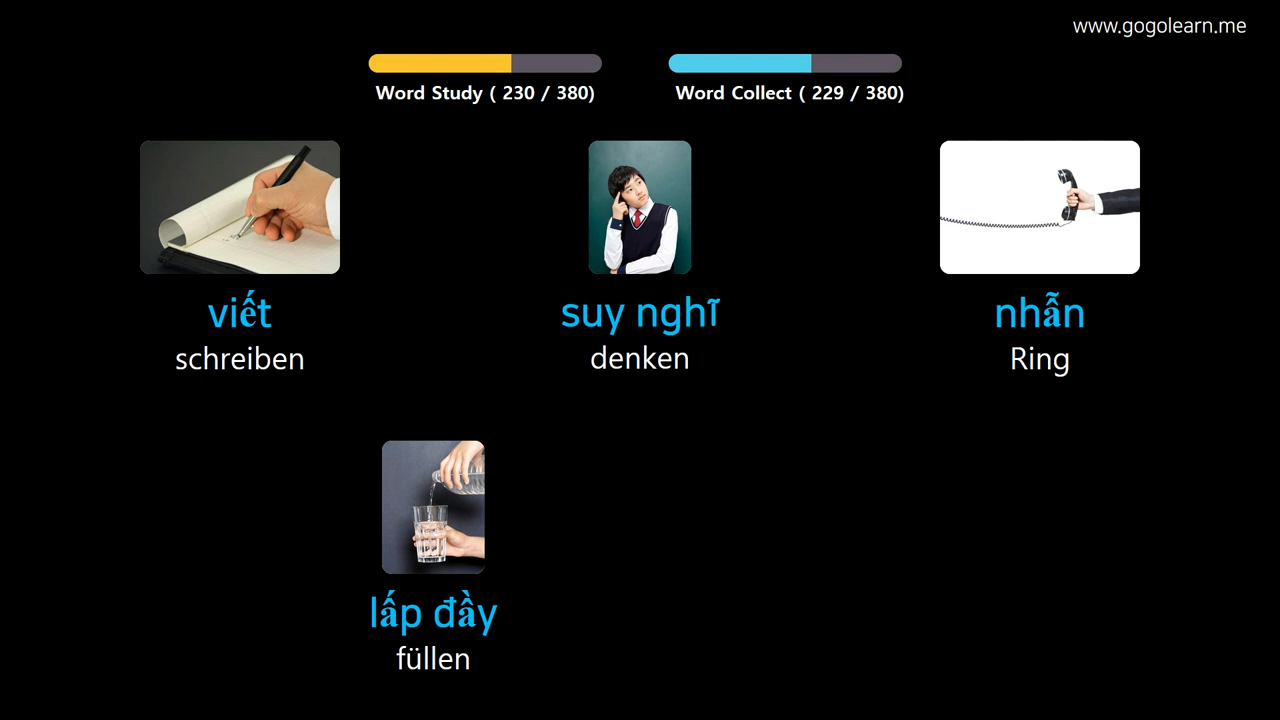 www.gogolearn.me
Word Study ( 230 / 380)
Word Collect ( 229 / 380)
viết
schreiben
suy nghĩ
denken
nhẫn
Ring
lấp đầy
füllen